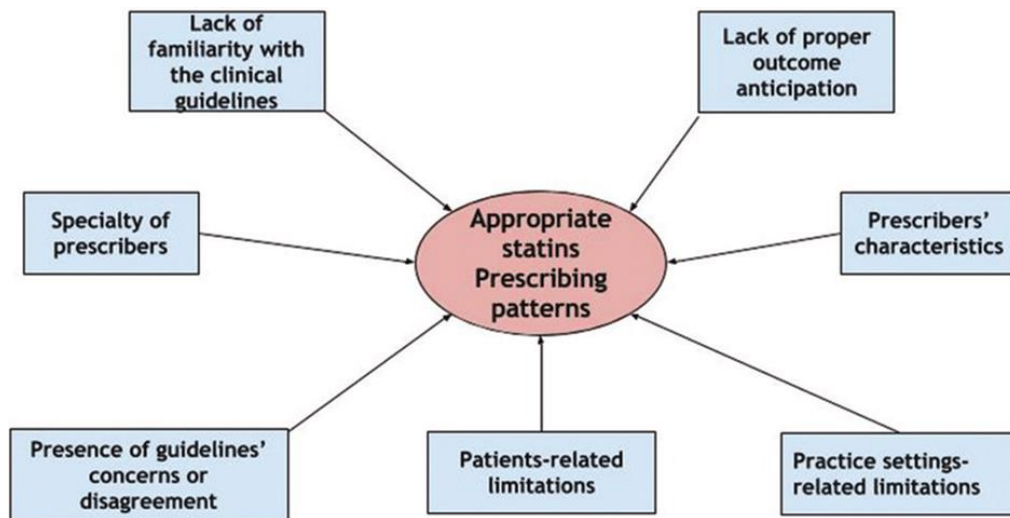 Lack of
familiarity with
the clinical
guidelines
Lack of proper
outcome
anticipation
Specialty of
prescribers
Appropriate
statins
Prescribing
patterns
Prescribers’
characteristics
Presence of guidelines’
concerns or
disagreement
Patients-related
limitations
Practice settings-
related limitations